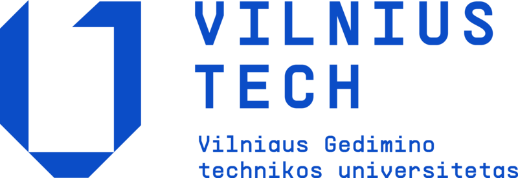 VILNIUS
TECH
Vilniaus Gedimino
technikos universitetas